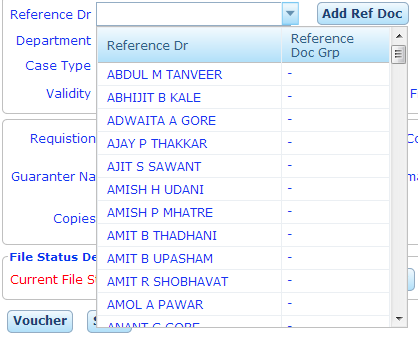 Reference Dr Add Ref Doc
Reference Dr Reference Doc Grp
Department
Case Type
Validity F
Requistion
Guaranter Na
Copies
ABDUL M TANVEER -
ABHIJIT B KALE -
ADWAITA A GORE -
AJAY P THAKKAR -
AJIT S SAWANT -
AMISH H UDANI -
AMISH P MHATRE -
AMIT B THADHANI -
AMIT B UPASHAM -
AMIT R SHOBHAVAT -
AMOL A PAWAR -
ANANT G GORE -
File Status De
Current File S
Voucher S